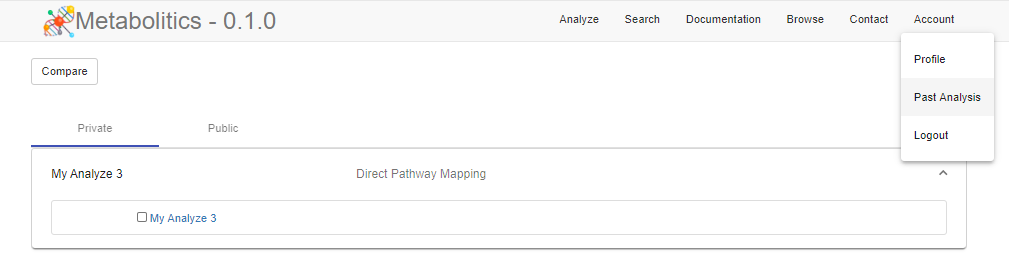 Metabolitics - 0.1.0
Analyze Search Documentation Browse Contact Account
Profile
Past Analysis
Logout
Compare
Private Public
My Analyze 3 Direct Pathway Mapping
My Analyze 3